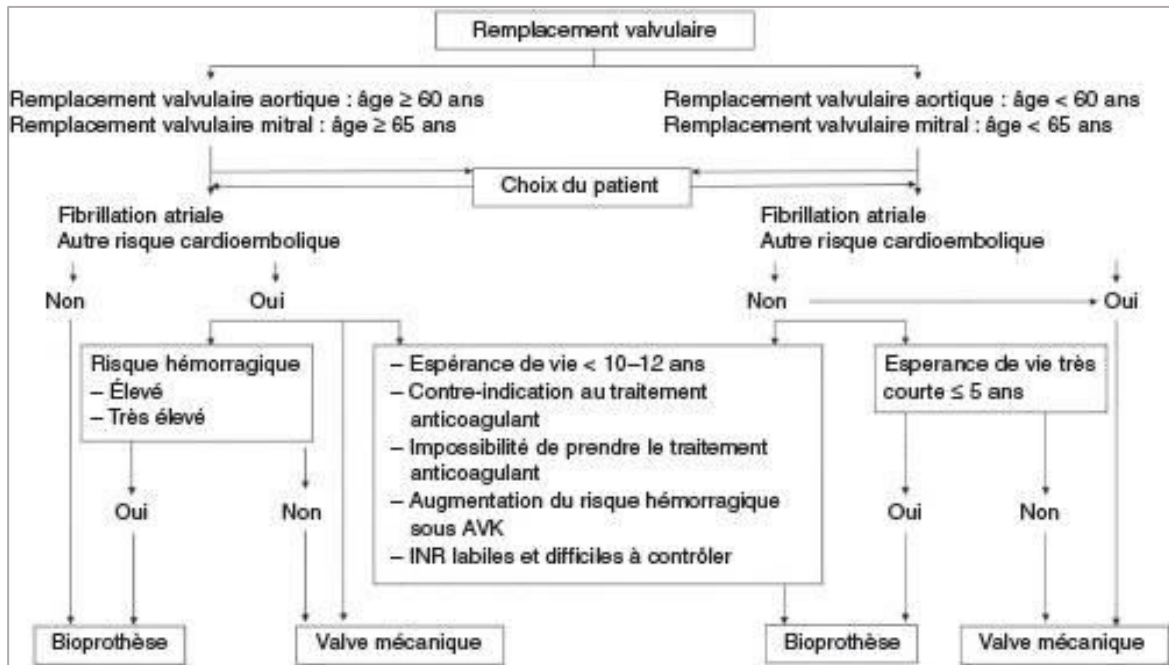 Remplacement valvulaire
Remplacement valvulaire aortique : âge ≥ 60 ans
Remplacement valvulaire mitral : âge ≥ 65 ans
Remplacement valvulaire aortique : âge < 60 ans
Remplacement valvulaire mitral : âge < 65 ans
Choix du patient
Fibrillation atriale
Autre risque cardioembolique
Fibrillation atriale
Autre risque cardioembolique
Non
Oui
Non
Oui
Risque hémorragique
– Élevé
– Très élevé
– Espérance de vie < 10–12 ans
– Contre-indication au traitement
anticoagulant
– Impossibilité de prendre le traitement
anticoagulant
– Augmentation du risque hémorragique
sous AVK
– INR labiles et difficiles à contrôler
Esperance de vie très
courte ≤ 5 ans
Oui
Non
Oui
Non
Bioprothèse
Valve mécanique
Bioprothèse
Valve mécanique